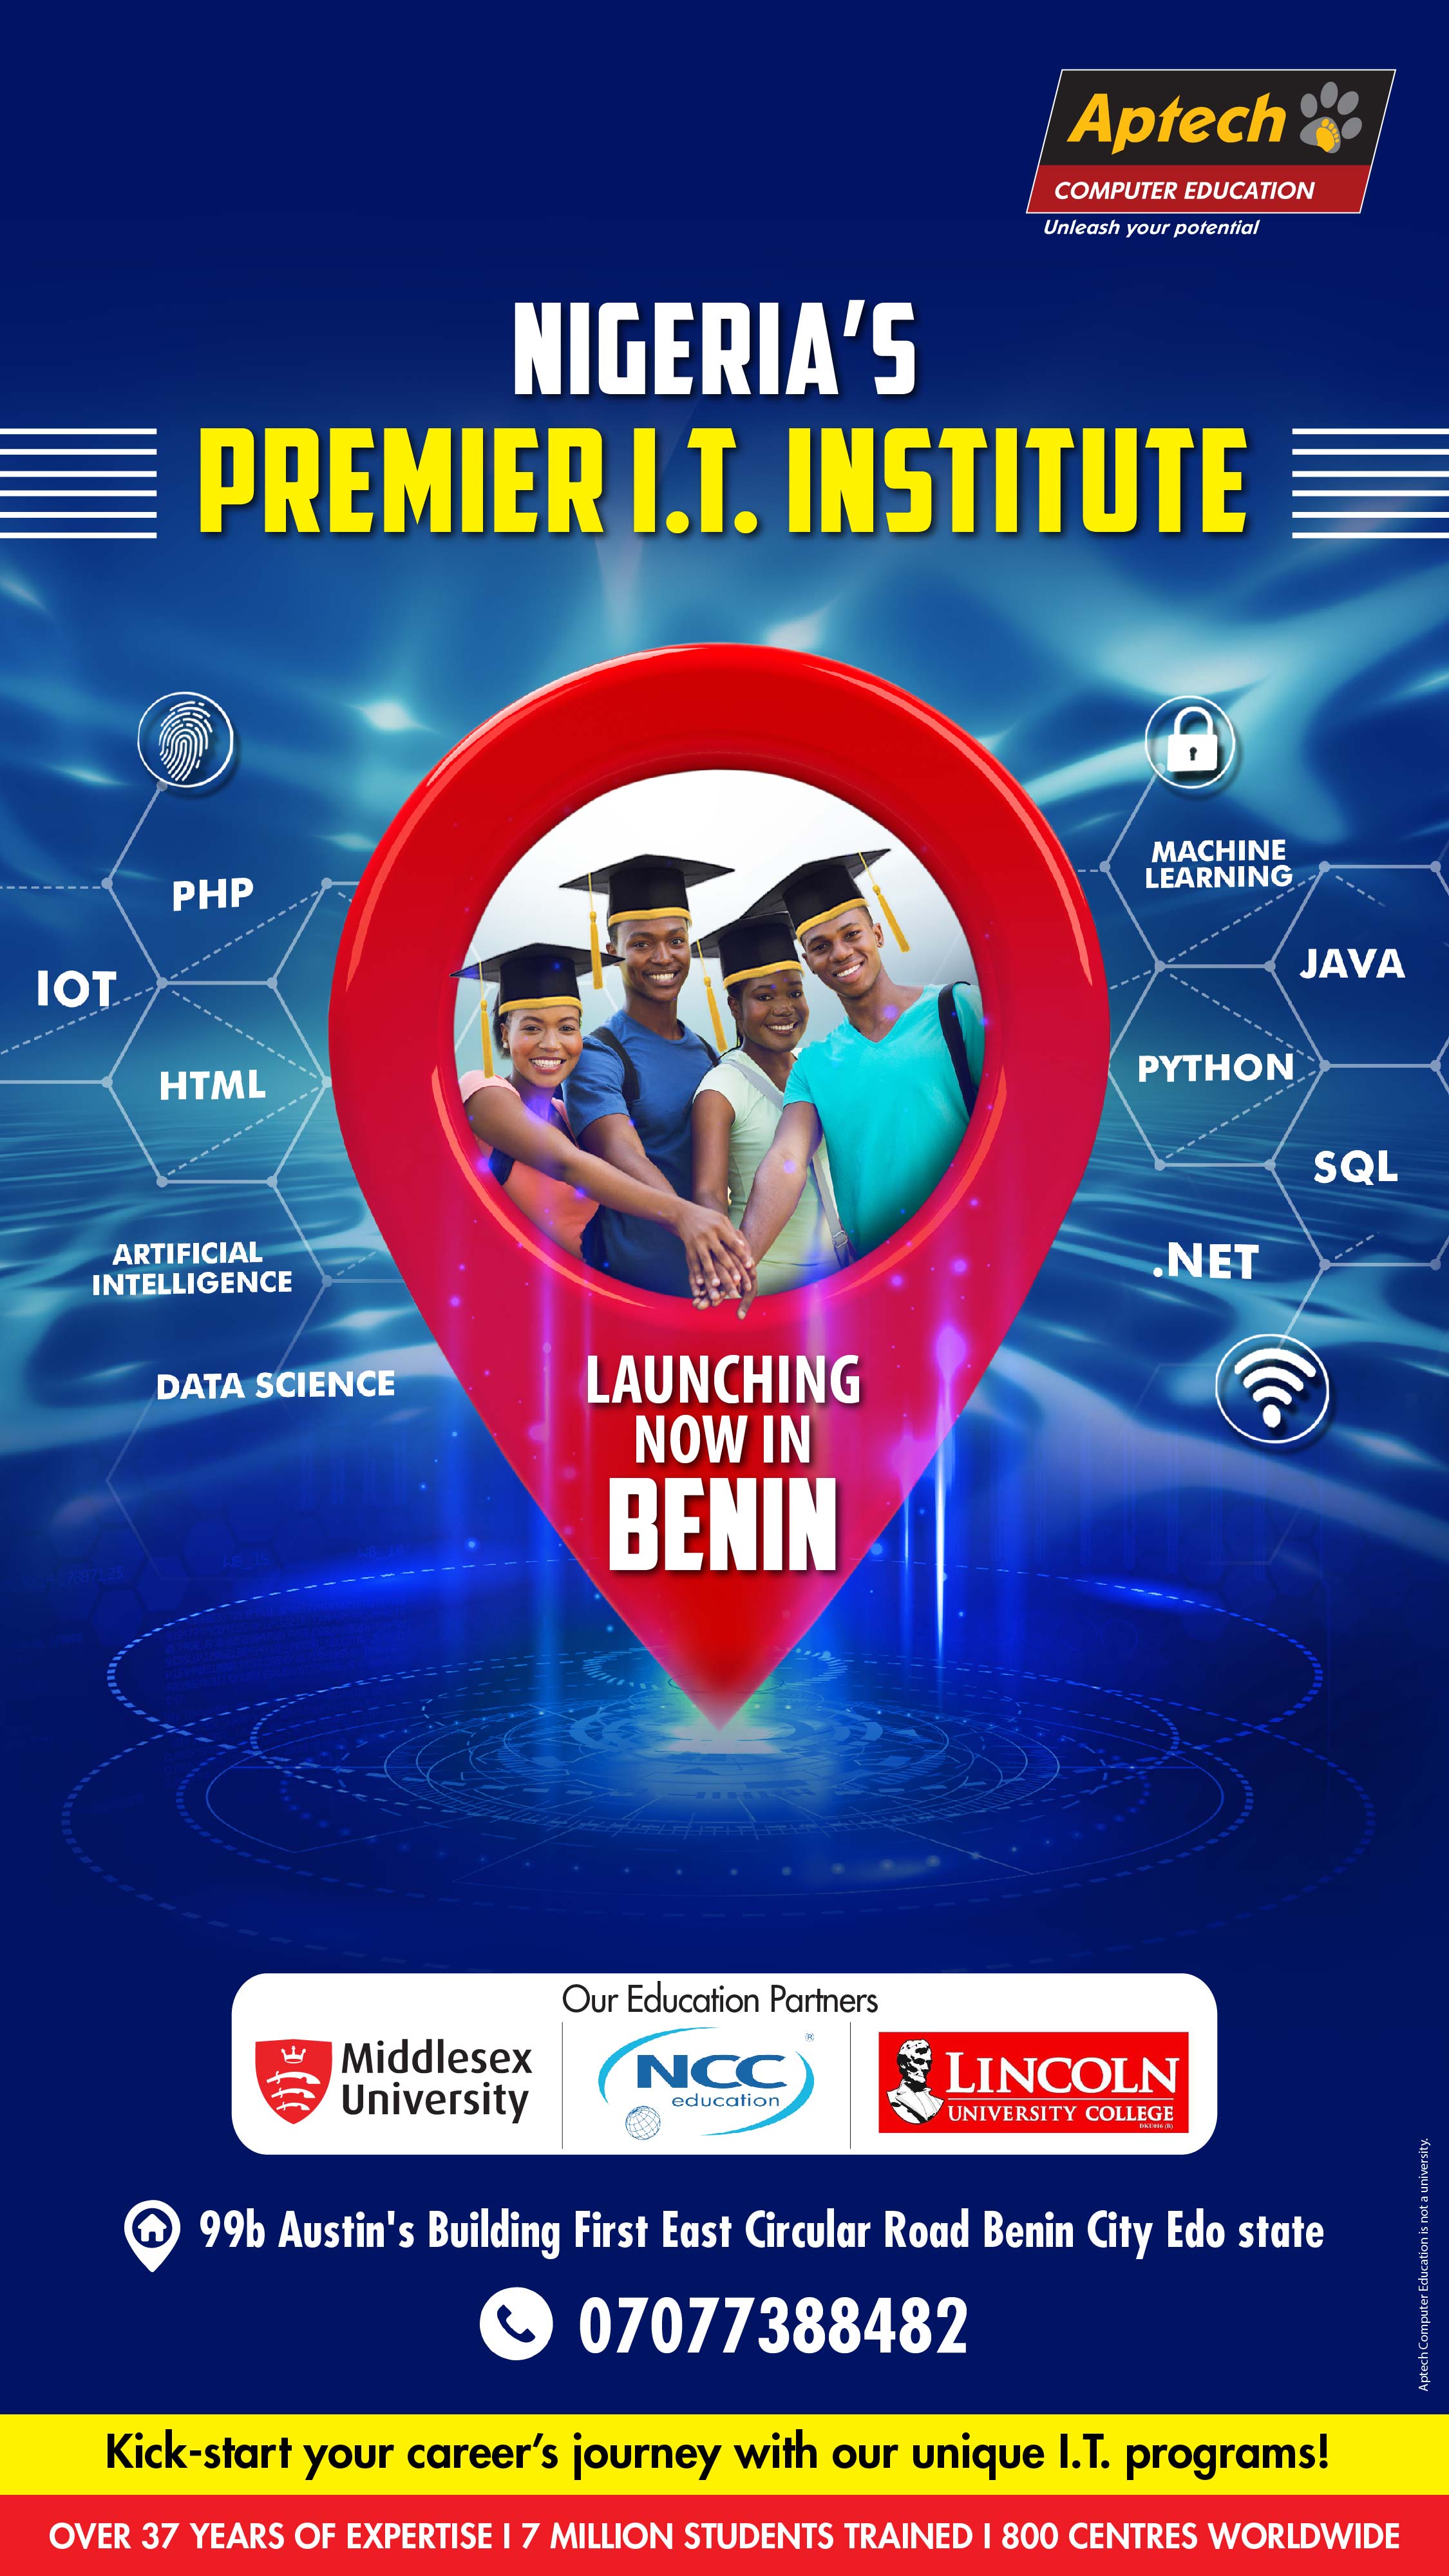 Aptech
COMPUTER EDUCATION
Unleash your potential
NIGERIA'S
PREMIER I.T. INSTITUTE
PHP
IOT
HTML
ARTIFICIAL
INTELLIGENCE
DATA SCIENCE
MACHINE
LEARNING
JAVA
PYTHON
SQL
.NET
LAUNCHING
NOW IN
BENIN
Our Education Partners
Middlesex
University
NCC
education
®
LINCOLN
UNIVERSITY COLLEGE
DKU016 (B)
99b Austin's Building First East Circular Road Benin City Edo state
07077388482
Aptech Computer Education is not a university.
Kick-start your career's journey with our unique I.T. programs!
OVER 37 YEARS OF EXPERTISE I 7 MILLION STUDENTS TRAINED I 800 CENTRES WORLDWIDE